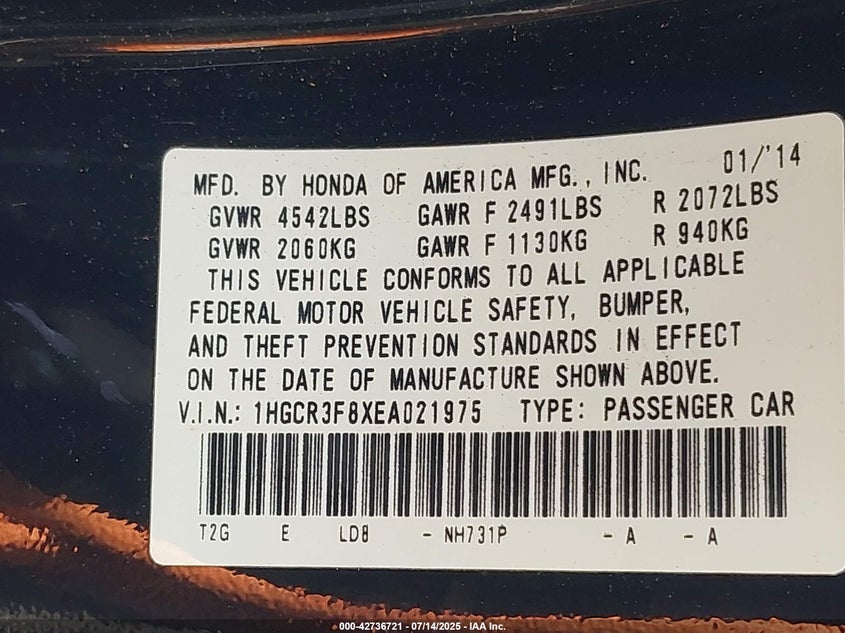 MFD. BY HONDA OF AMERICA MFG., INC. 01/'14
GVWR 4542LBS GAWR F 2491LBS R 2072LBS
GVWR 2060KG GAWR F 1130KG R 940KG
THIS VEHICLE CONFORMS TO ALL APPLICABLE
FEDERAL MOTOR VEHICLE SAFETY, BUMPER,
AND THEFT PREVENTION STANDARDS IN EFFECT
ON THE DATE OF MANUFACTURE SHOWN ABOVE.
V.I.N.: 1HGCR3F8XEA021975 TYPE: PASSENGER CAR
T2G E LD8 - NH731P - A - A
000-42736721 - 07/14/2025 - IAA Inc.